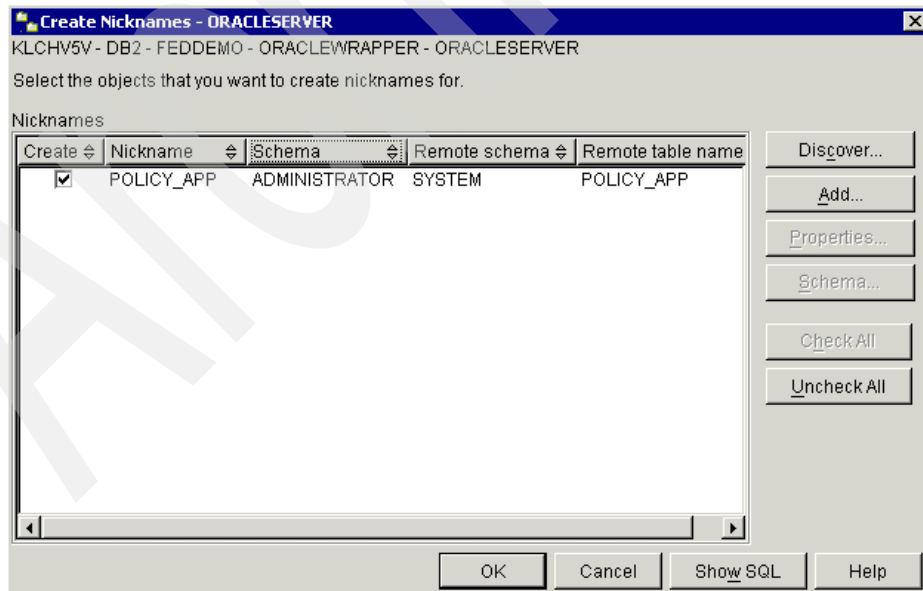 Create Nicknames - ORACLESERVER
KLCHV5V - DB2 - FEDDEMO - ORACLEWRAPPER - ORACLESERVER
Select the objects that you want to create nicknames for.
Nicknames
Create Nickname Schema Remote schema Remote table name
POLICY_APP ADMINISTRATOR SYSTEM POLICY_APP
Discover...
Add...
Properties...
Schema...
Check All
Uncheck All
OK Cancel Show SQL Help